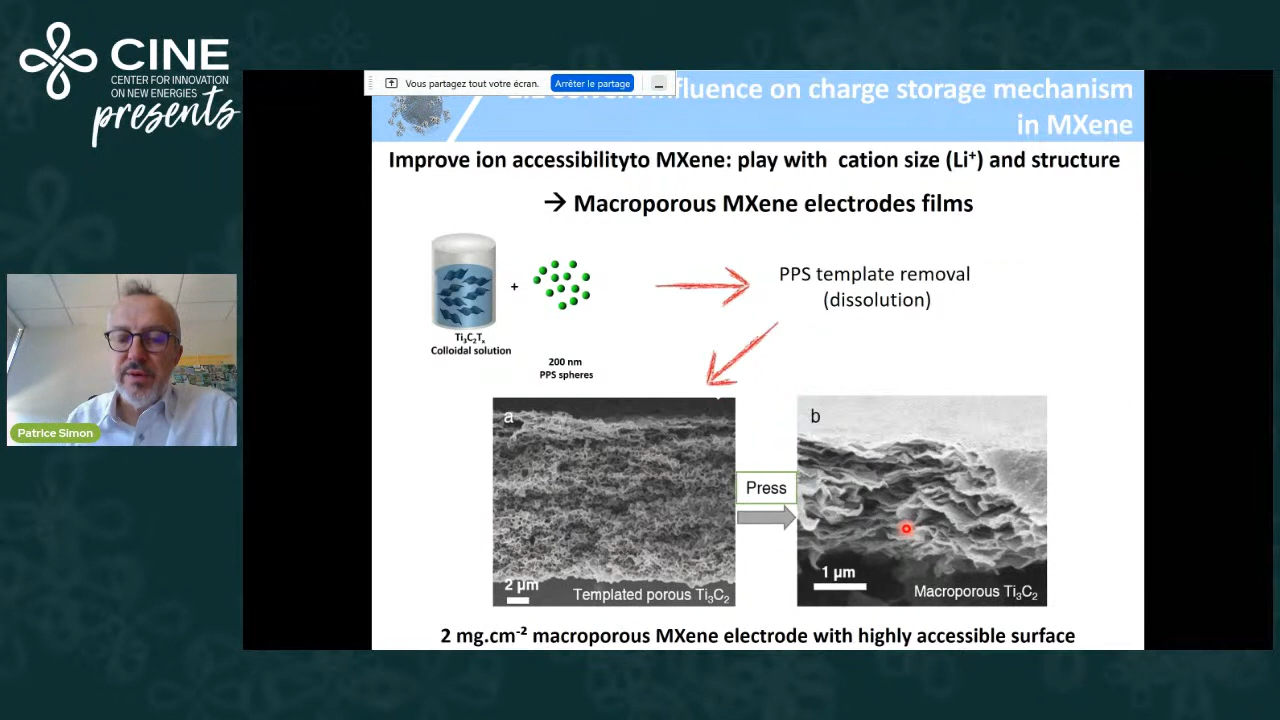 CINE
CENTER FOR INNOVATION
ON NEW ENERGIES
presents
Vous partagez tout votre écran.
Arrêter le partage
influence on charge storage mechanism
in MXene
Improve ion accessibilityto MXene: play with cation size (Li⁺) and structure
→ Macroporous MXene electrodes films
+
PPS template removal
(dissolution)
Ti₃C₂Tₓ
Colloidal solution
200 nm
PPS spheres
a
2 μm
Templated porous Ti₃C₂
Press
b
1 μm
Macroporous Ti₃C₂
2 mg.cm⁻² macroporous MXene electrode with highly accessible surface
Patrice Simon